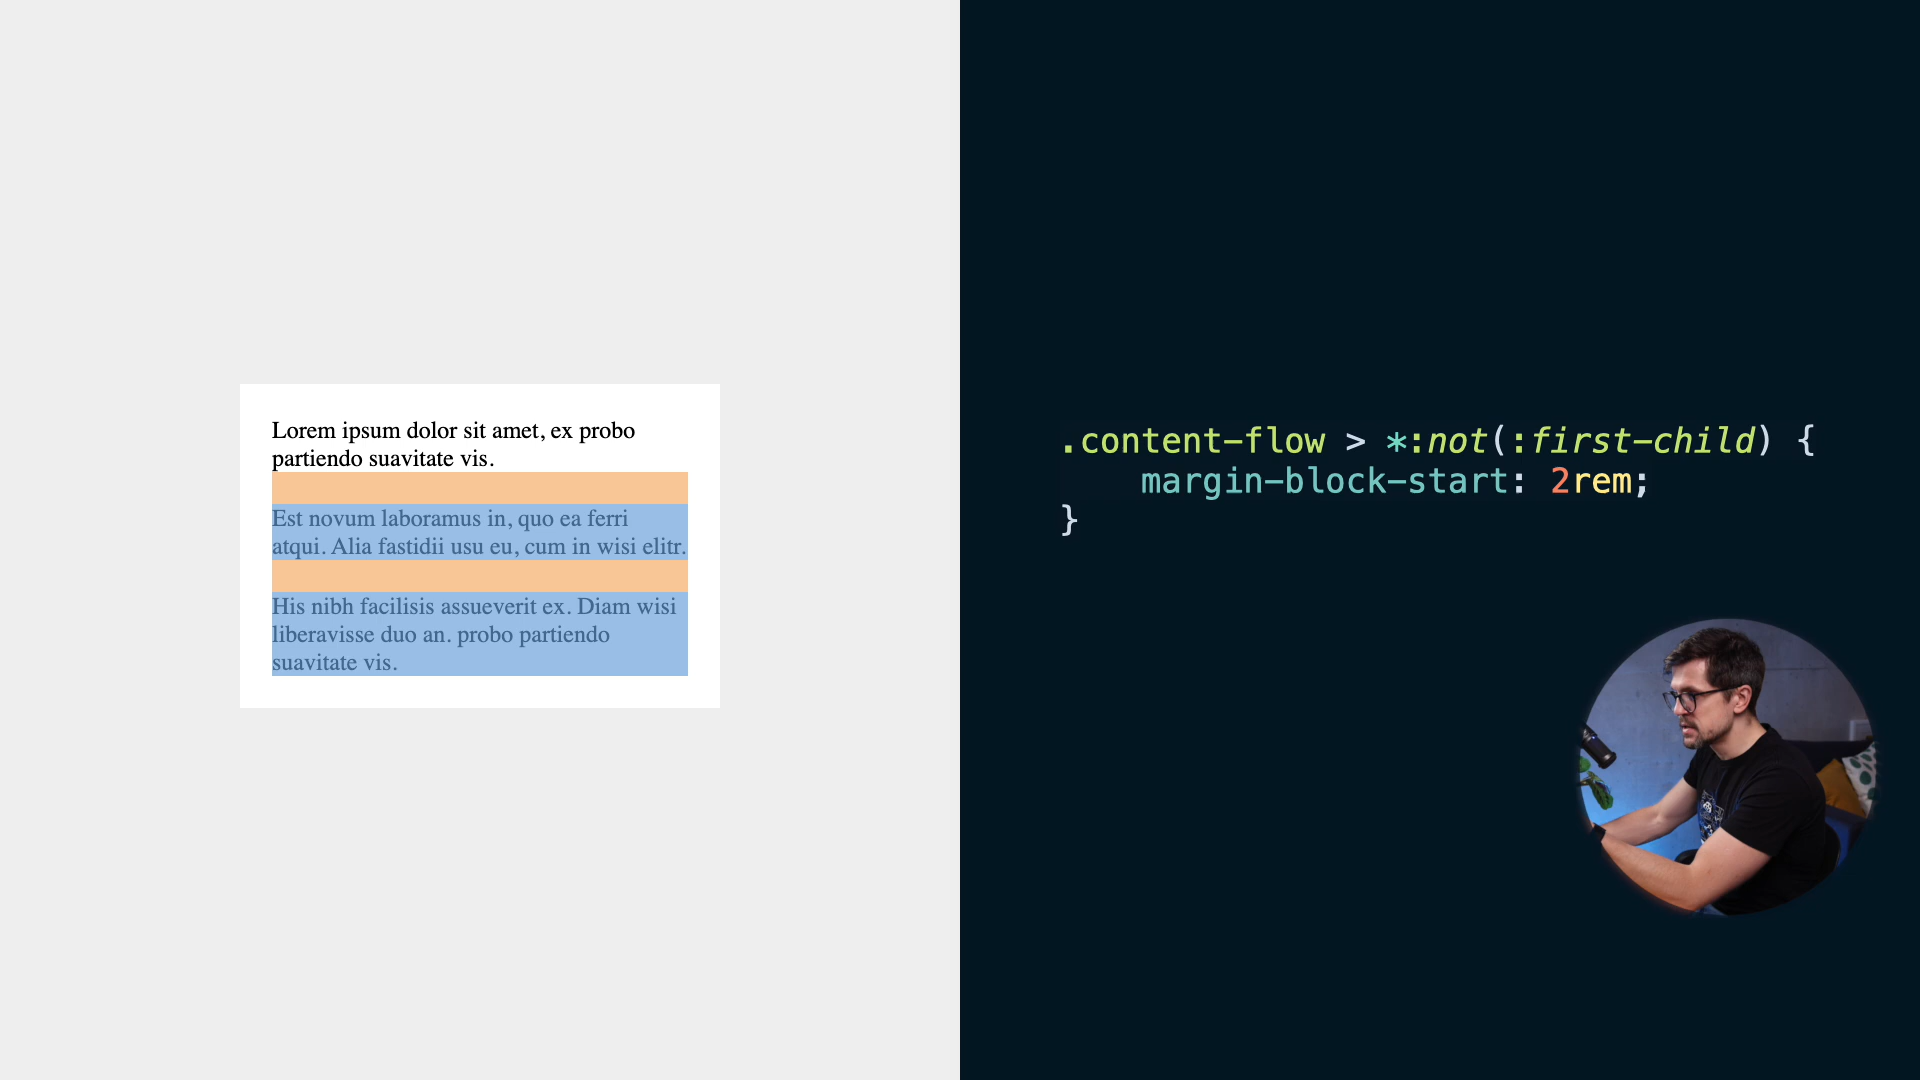 Lorem ipsum dolor sit amet, ex probo
partiendo suavitate vis.
Est novum laboramus in, quo ea ferri
atqui. Alia fastidii usu eu, cum in wisi elitr.
His nibh facilisis assueverit ex. Diam wisi
liberavisse duo an. probo partiendo
suavitate vis.
.content-flow > *:not(:first-child) {
    margin-block-start: 2rem;
}